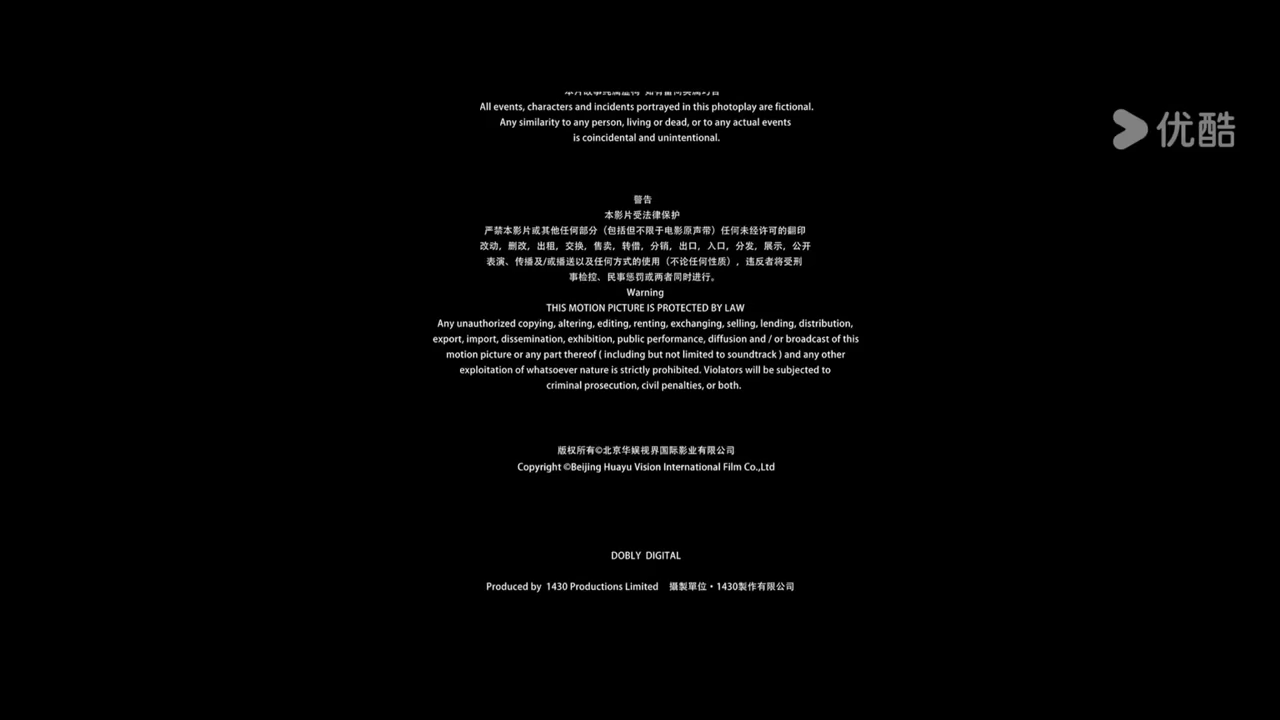 All events, characters and incidents portrayed in this photoplay are fictional.
Any similarity to any person, living or dead, or to any actual events
is coincidental and unintentional.
优酷
警告
本影片受法律保护
严禁本影片或其他任何部分（包括但不限于电影原声带）任何未经许可的翻印
改动，删改，出租，交换，售卖，转借，分销，出口，入口，分发，展示，公开
表演、传播及/或播送以及任何方式的使用（不论任何性质），违反者将受刑
事检控、民事惩罚或两者同时进行。
Warning
THIS MOTION PICTURE IS PROTECTED BY LAW
Any unauthorized copying, altering, editing, renting, exchanging, selling, lending, distribution,
export, import, dissemination, exhibition, public performance, diffusion and / or broadcast of this
motion picture or any part thereof ( including but not limited to soundtrack ) and any other
exploitation of whatsoever nature is strictly prohibited. Violators will be subjected to
criminal prosecution, civil penalties, or both.
版权所有©北京华娱视界国际影业有限公司
Copyright ©Beijing Huayu Vision International Film Co.,Ltd
DOBLY DIGITAL
Produced by 1430 Productions Limited 攝製單位・1430製作有限公司